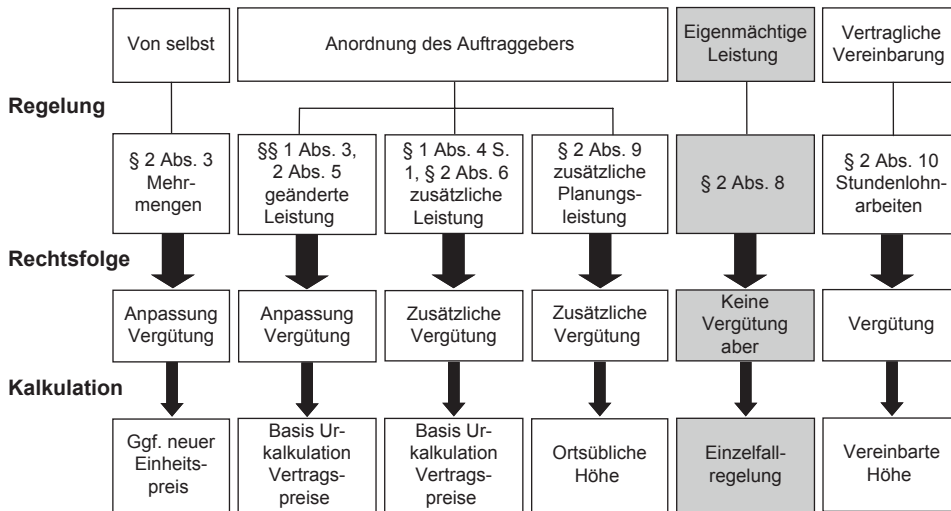 Von selbst
Anordnung des Auftraggebers
Eigenmächtige
Leistung
Vertragliche
Vereinbarung
Regelung
§ 2 Abs. 3
Mehr-
mengen
§§ 1 Abs. 3,
2 Abs. 5
geänderte
Leistung
§ 1 Abs. 4 S.
1, § 2 Abs. 6
zusätzliche
Leistung
§ 2 Abs. 9
zusätzliche
Planungs-
leistung
§ 2 Abs. 8
§ 2 Abs. 10
Stundenlohn-
arbeiten
Rechtsfolge
Anpassung
Vergütung
Anpassung
Vergütung
Zusätzliche
Vergütung
Zusätzliche
Vergütung
Keine
Vergütung
aber
Vergütung
Kalkulation
Ggf. neuer
Einheits-
preis
Basis Ur-
kalkulation
Vertrags-
preise
Basis Ur-
kalkulation
Vertrags-
preise
Ortsübliche
Höhe
Einzelfall-
regelung
Vereinbarte
Höhe